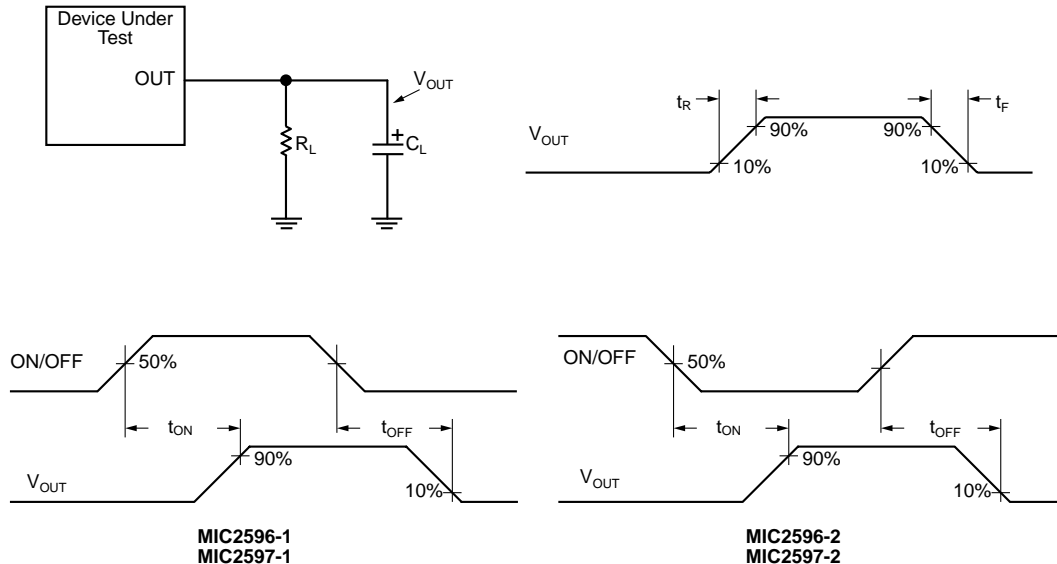 Device Under
Test
OUT
V_OUT
R_L
+
C_L
t_R
t_F
V_OUT
90%
90%
10%
10%
ON/OFF
50%
t_ON
t_OFF
V_OUT
90%
10%
MIC2596-1
MIC2597-1
ON/OFF
50%
t_ON
t_OFF
V_OUT
90%
10%
MIC2596-2
MIC2597-2